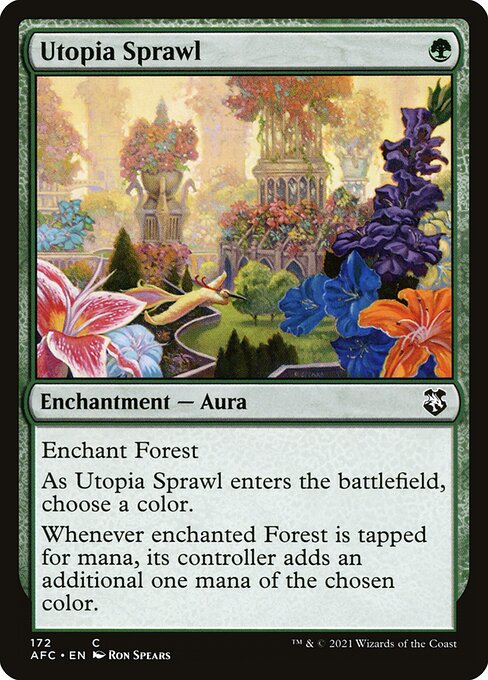 Utopia Sprawl
Enchantment — Aura
Enchant Forest
As Utopia Sprawl enters the battlefield,
choose a color.
Whenever enchanted Forest is tapped
for mana, its controller adds an
additional one mana of the chosen
color.
172 C
AFC • EN Ron Spears
™ & © 2021 Wizards of the Coast